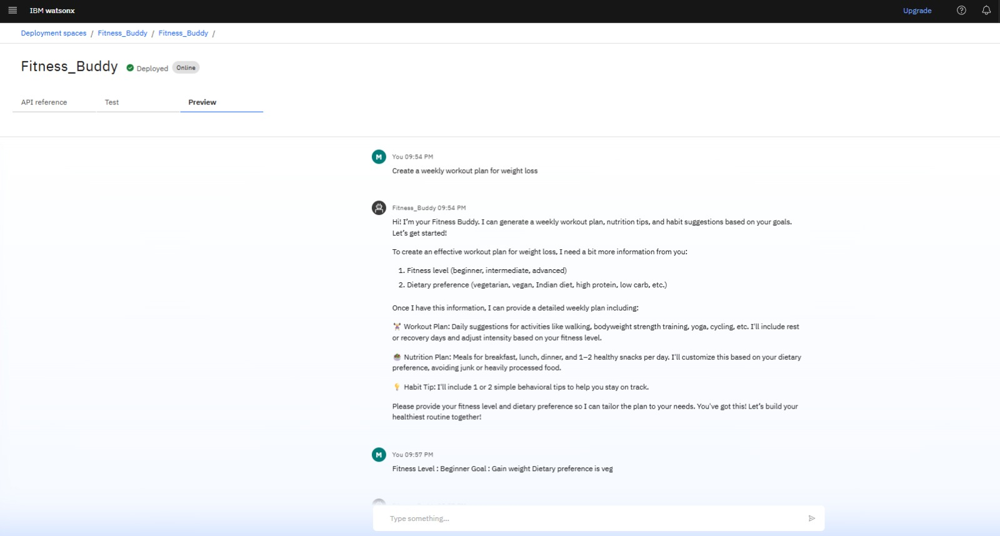 IBM watsonx
Upgrade
Deployment spaces / Fitness_Buddy / Fitness_Buddy /
Fitness_Buddy Deployed Online
API reference Test Preview
M You 09:54 PM
Create a weekly workout plan for weight loss
Fitness_Buddy 09:54 PM
Hi! I’m your Fitness Buddy. I can generate a weekly workout plan, nutrition tips, and habit suggestions based on your goals.
Let’s get started!
To create an effective workout plan for weight loss, I need a bit more information from you:
1. Fitness level (beginner, intermediate, advanced)
2. Dietary preference (vegetarian, vegan, Indian diet, high protein, low carb, etc.)
Once I have this information, I can provide a detailed weekly plan including:
🏋️ Workout Plan: Daily suggestions for activities like walking, bodyweight strength training, yoga, cycling, etc. I'll include rest
or recovery days and adjust intensity based on your fitness level.
🥗 Nutrition Plan: Meals for breakfast, lunch, dinner, and 1–2 healthy snacks per day. I'll customize this based on your dietary
preference, avoiding junk or heavily processed food.
💡 Habit Tip: I'll include 1 or 2 simple behavioral tips to help you stay on track.
Please provide your fitness level and dietary preference so I can tailor the plan to your needs. You've got this! Let’s build your
healthiest routine together!
M You 09:57 PM
Fitness Level : Beginner Goal : Gain weight Dietary preference is veg
Type something...